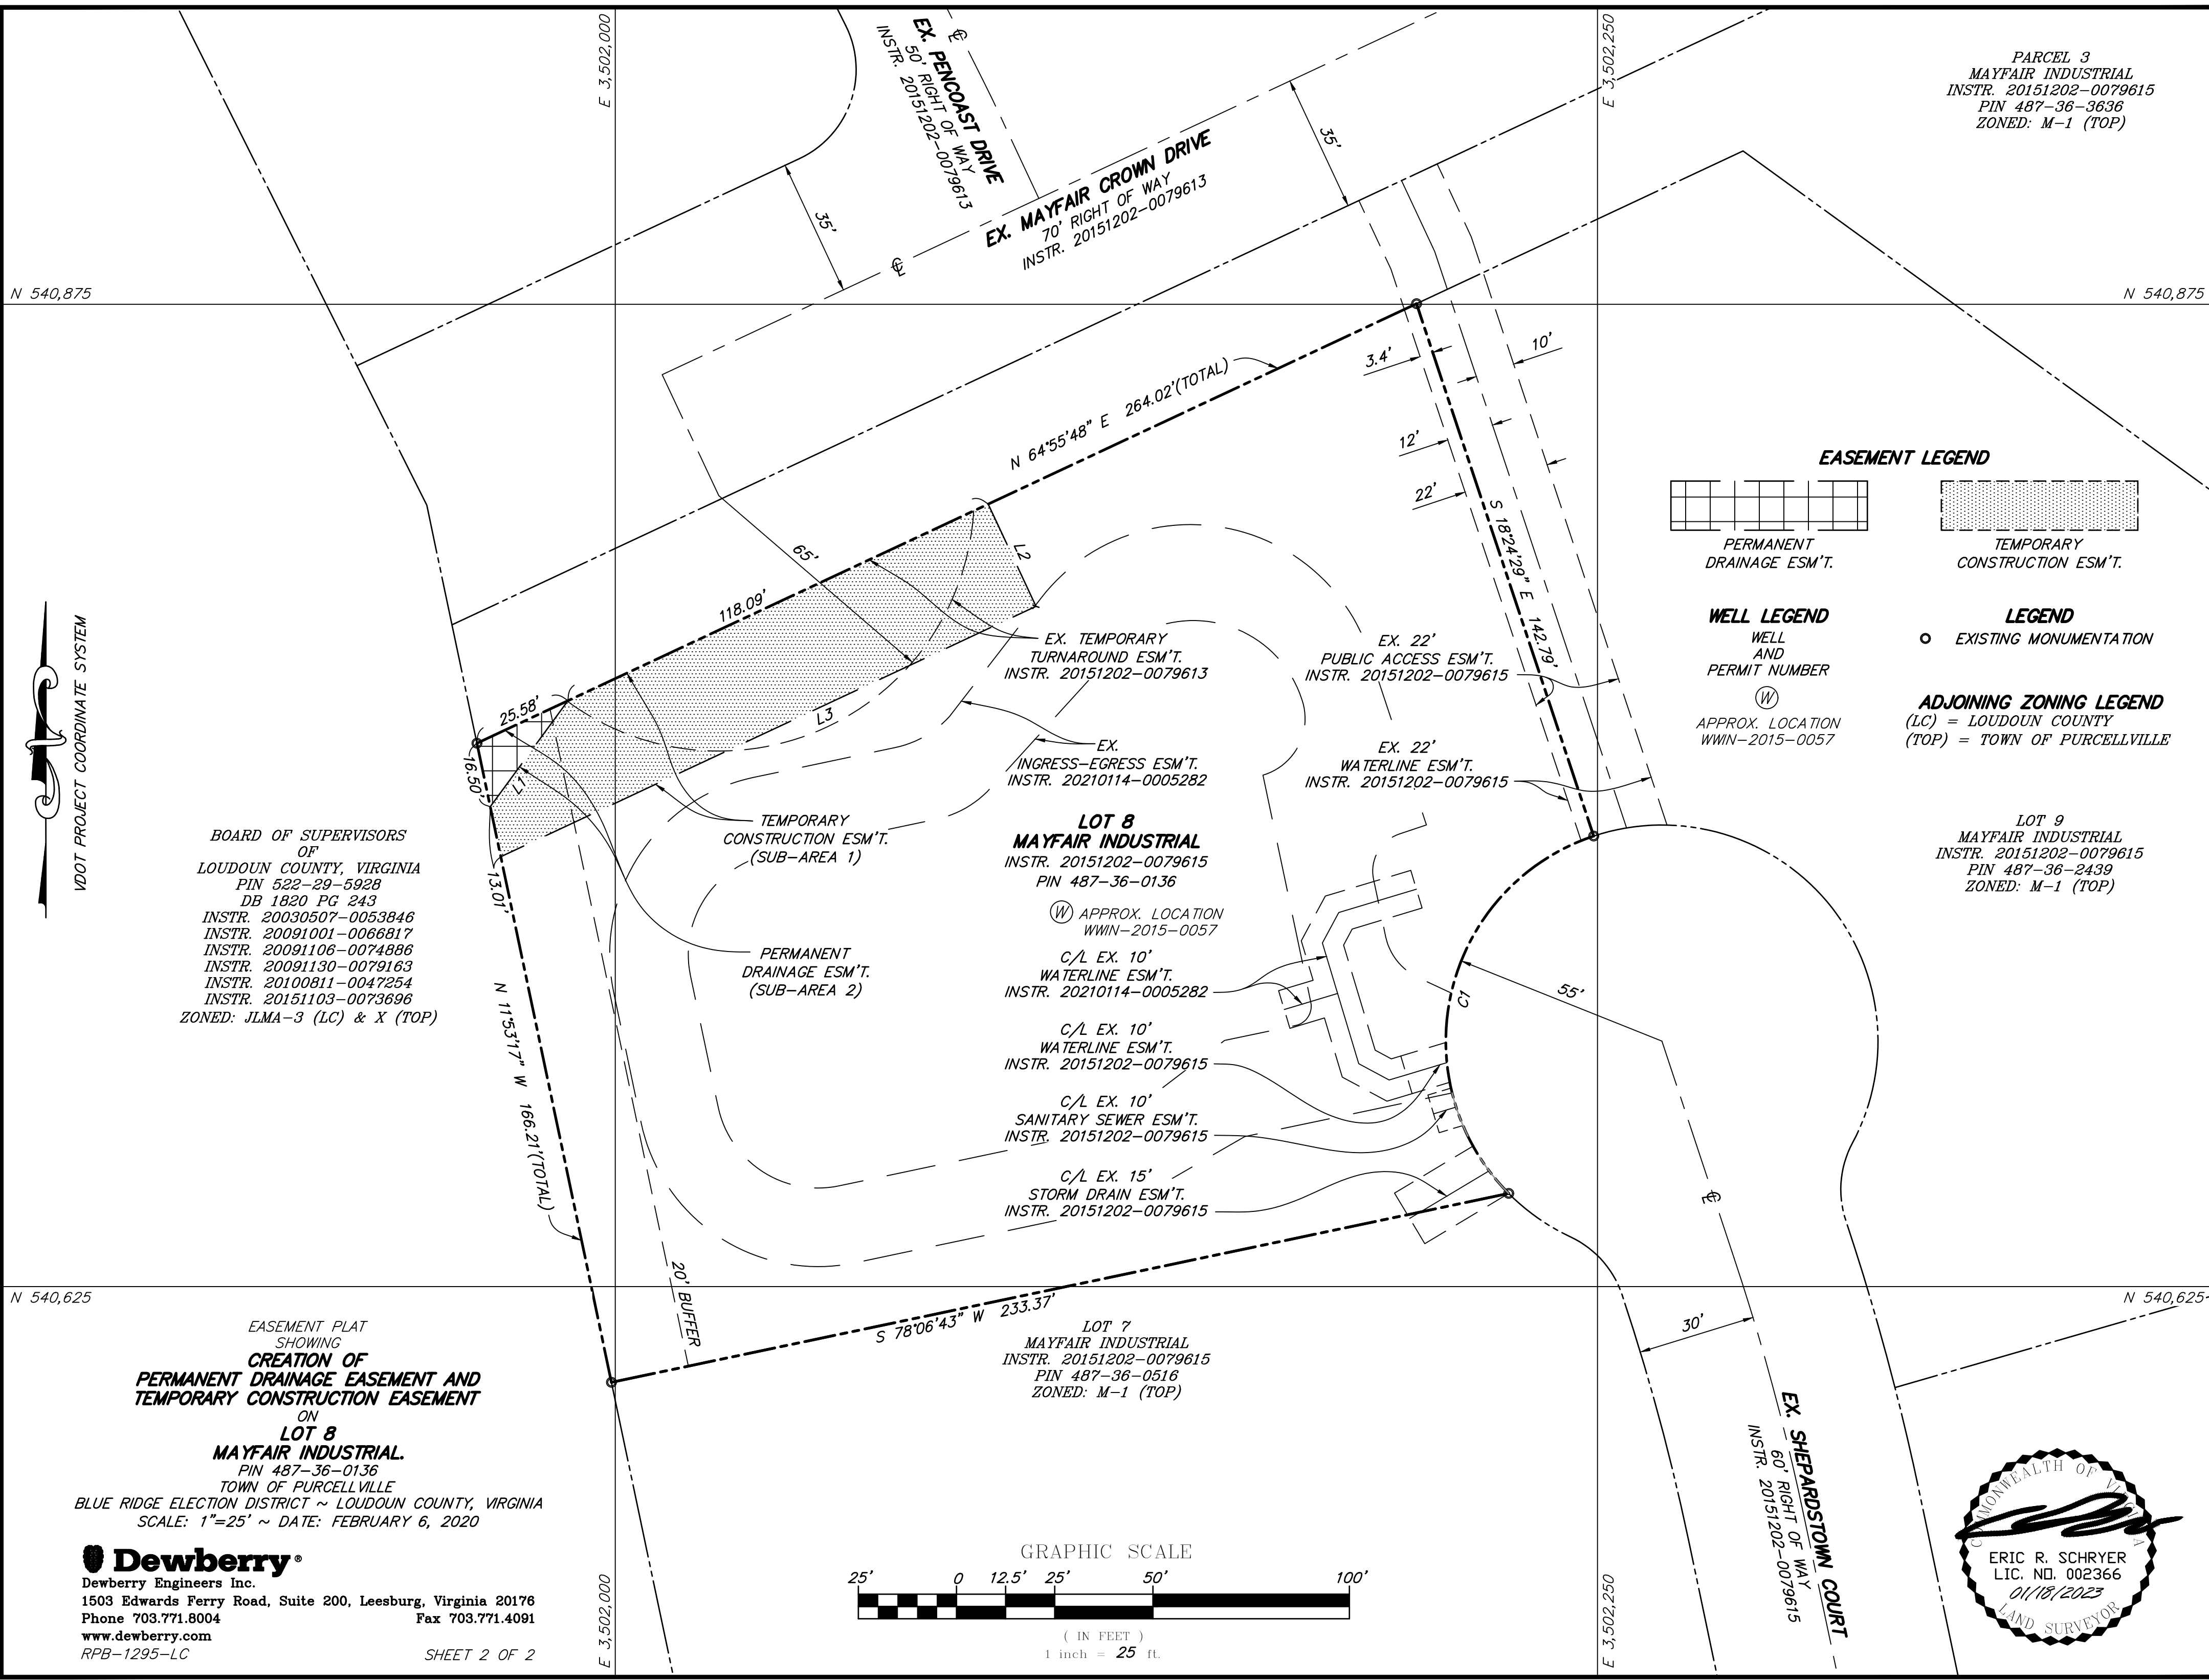 E 3,502,000
E 3,502,250
EX. PENCOAST DRIVE
50' RIGHT OF WAY
INSTR. 20151202-0079613
℄
PARCEL 3
MAYFAIR INDUSTRIAL
INSTR. 20151202-0079615
PIN 487-36-3636
ZONED: M-1 (TOP)
35'
35'
EX. MAYFAIR CROWN DRIVE
70' RIGHT OF WAY
INSTR. 20151202-0079613
℄
N 540,875
N 540,875
3.4'
10'
12'
22'
N 64°55'48" E 264.02'(TOTAL)
S 18°24'29" E 142.79'
EASEMENT LEGEND
PERMANENT
DRAINAGE ESM'T.
TEMPORARY
CONSTRUCTION ESM'T.
WELL LEGEND
WELL
AND
PERMIT NUMBER
W
APPROX. LOCATION
WWIN-2015-0057
LEGEND
EXISTING MONUMENTATION
ADJOINING ZONING LEGEND
(LC) = LOUDOUN COUNTY
(TOP) = TOWN OF PURCELLVILLE
VDOT PROJECT COORDINATE SYSTEM
65'
L2
118.09'
L3
25.58'
L1
16.50'
13.01'
EX. TEMPORARY
TURNAROUND ESM'T.
INSTR. 20151202-0079613
EX.
INGRESS-EGRESS ESM'T.
INSTR. 20210114-0005282
EX. 22'
PUBLIC ACCESS ESM'T.
INSTR. 20151202-0079615
EX. 22'
WATERLINE ESM'T.
INSTR. 20151202-0079615
TEMPORARY
CONSTRUCTION ESM'T.
(SUB-AREA 1)
PERMANENT
DRAINAGE ESM'T.
(SUB-AREA 2)
LOT 8
MAYFAIR INDUSTRIAL
INSTR. 20151202-0079615
PIN 487-36-0136
W APPROX. LOCATION
WWIN-2015-0057
C/L EX. 10'
WATERLINE ESM'T.
INSTR. 20210114-0005282
C/L EX. 10'
WATERLINE ESM'T.
INSTR. 20151202-0079615
C/L EX. 10'
SANITARY SEWER ESM'T.
INSTR. 20151202-0079615
C/L EX. 15'
STORM DRAIN ESM'T.
INSTR. 20151202-0079615
BOARD OF SUPERVISORS
OF
LOUDOUN COUNTY, VIRGINIA
PIN 522-29-5928
DB 1820 PG 243
INSTR. 20030507-0053846
INSTR. 20091001-0066817
INSTR. 20091106-0074886
INSTR. 20091130-0079163
INSTR. 20100811-0047254
INSTR. 20151103-0073696
ZONED: JLMA-3 (LC) & X (TOP)
N 11°53'17" W 166.21'(TOTAL)
LOT 9
MAYFAIR INDUSTRIAL
INSTR. 20151202-0079615
PIN 487-36-2439
ZONED: M-1 (TOP)
C1
55'
℄
20' BUFFER
N 540,625
N 540,625
S 78°06'43" W 233.37'
30'
LOT 7
MAYFAIR INDUSTRIAL
INSTR. 20151202-0079615
PIN 487-36-0516
ZONED: M-1 (TOP)
EX. SHEPARDSTOWN COURT
60' RIGHT OF WAY
INSTR. 20151202-0079615
EASEMENT PLAT
SHOWING
CREATION OF
PERMANENT DRAINAGE EASEMENT AND
TEMPORARY CONSTRUCTION EASEMENT
ON
LOT 8
MAYFAIR INDUSTRIAL.
PIN 487-36-0136
TOWN OF PURCELLVILLE
BLUE RIDGE ELECTION DISTRICT ~ LOUDOUN COUNTY, VIRGINIA
SCALE: 1"=25' ~ DATE: FEBRUARY 6, 2020
Dewberry®
Dewberry Engineers Inc.
1503 Edwards Ferry Road, Suite 200, Leesburg, Virginia 20176
Phone 703.771.8004 Fax 703.771.4091
www.dewberry.com
RPB-1295-LC SHEET 2 OF 2
E 3,502,000
GRAPHIC SCALE
25' 0 12.5' 25' 50' 100'
( IN FEET )
1 inch = 25 ft.
E 3,502,250
COMMONWEALTH OF VIRGINIA
ERIC R. SCHRYER
LIC. NO. 002366
01/18/2023
LAND SURVEYOR